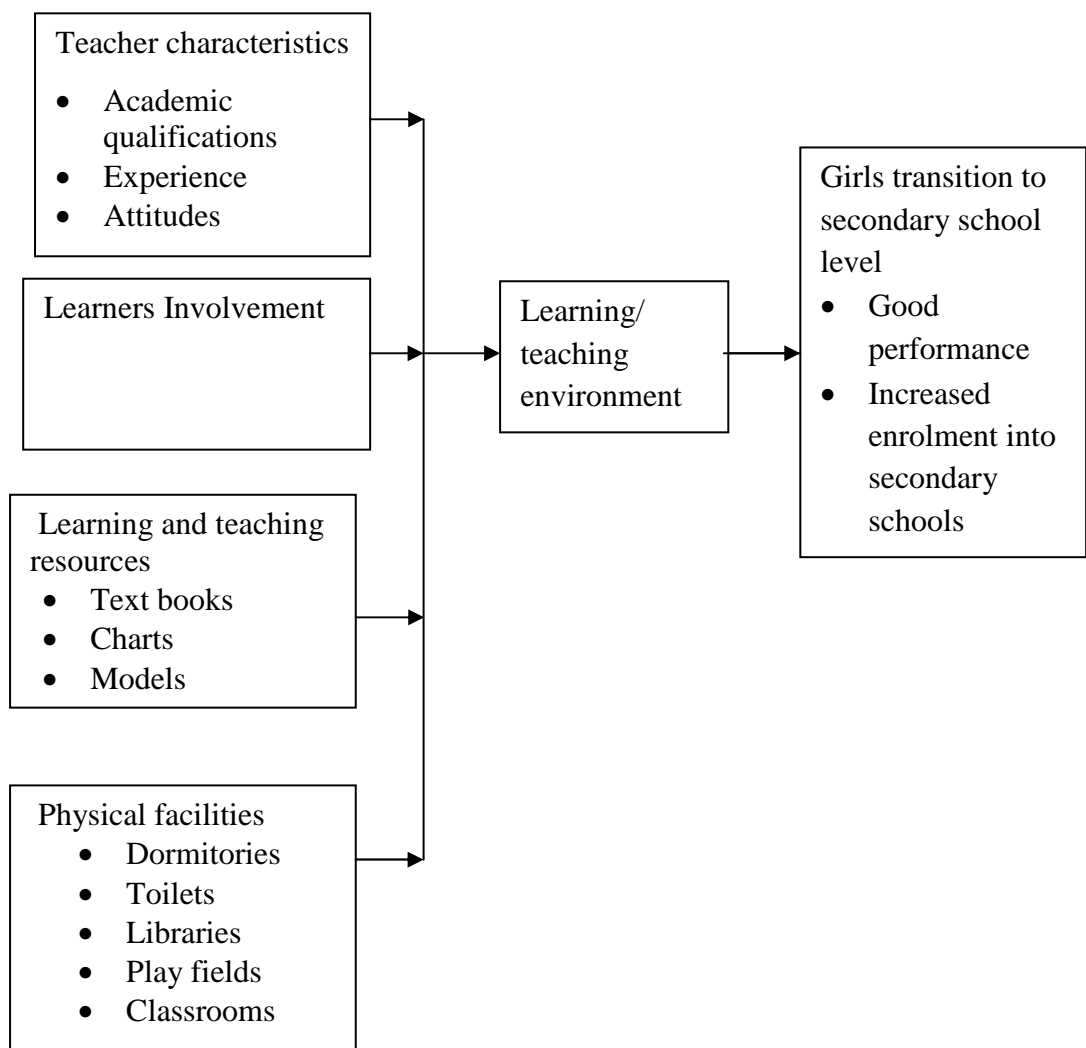 Teacher characteristics
• Academic
qualifications
• Experience
• Attitudes
Learners Involvement
Learning and teaching
resources
• Text books
• Charts
• Models
Physical facilities
• Dormitories
• Toilets
• Libraries
• Play fields
• Classrooms
Learning/
teaching
environment
Girls transition to
secondary school
level
• Good
performance
• Increased
enrolment into
secondary
schools